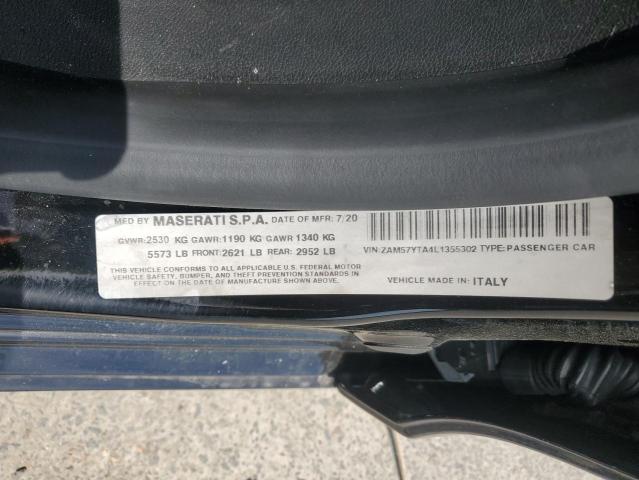 MFD BY MASERATI S.P.A. DATE OF MFR: 7/20
GVWR:2530 KG GAWR:1190 KG GAWR 1340 KG
5573 LB FRONT:2621 LB REAR: 2952 LB
THIS VEHICLE CONFORMS TO ALL APPLICABLE U.S. FEDERAL MOTOR
VEHICLE SAFETY, BUMPER, AND THEFT PREVENTION STANDARDS IN
EFFECT ON THE DATE OF MANUFACTURE SHOWN ABOVE.
VIN:ZAM57YTA4L1355302 TYPE:PASSENGER CAR
VEHICLE MADE IN: ITALY